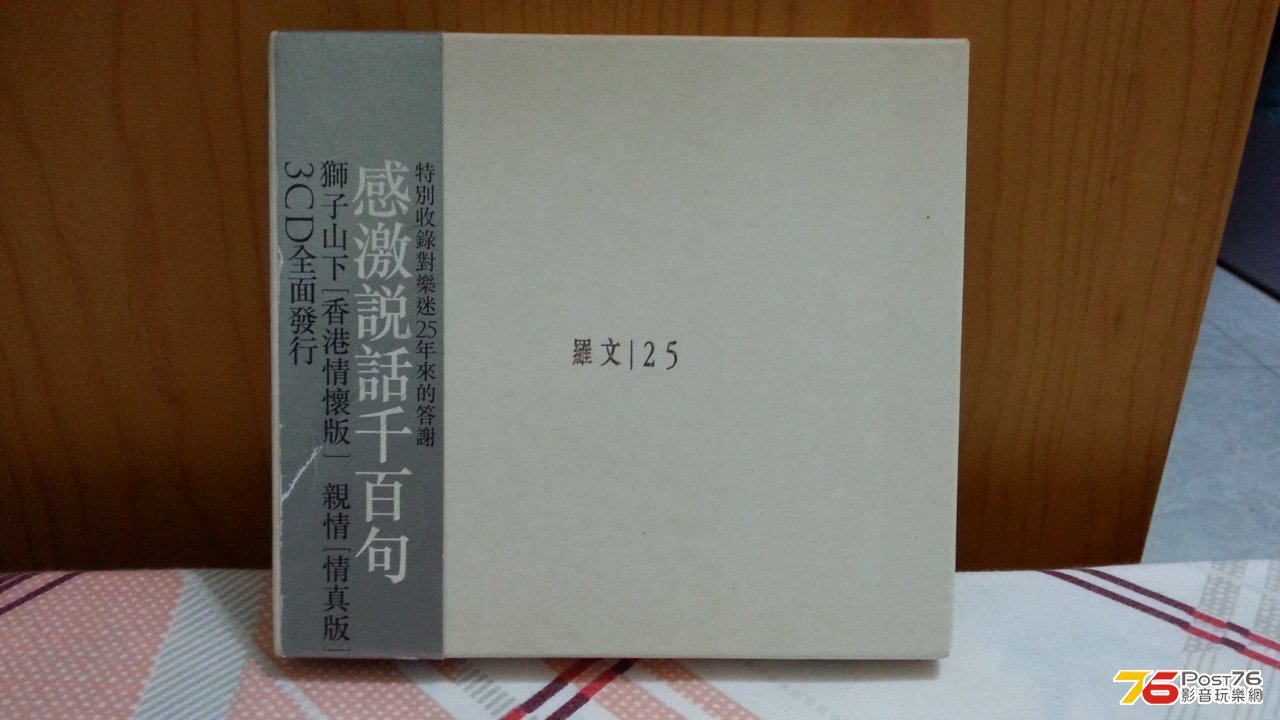 特別收錄對樂迷25年來的答謝
感激説話千百句
獅子山下[香港情懷版] 親情[情真版]
3CD全面發行
羅文|25
76 POST76
影音玩樂網